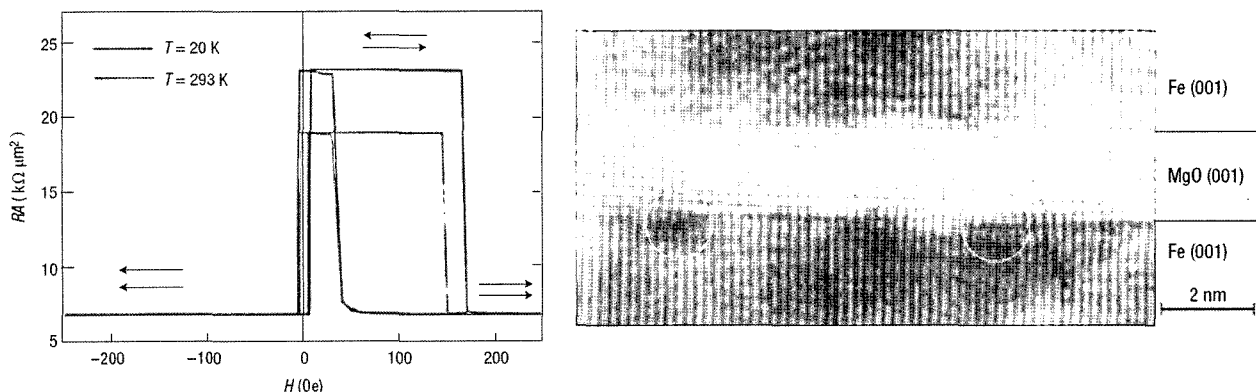 25
20
15
10
5
RA (kΩ μm²)
T = 20 K
T = 293 K
−200
−100
0
100
200
H (Oe)
Fe (001)
MgO (001)
Fe (001)
2 nm